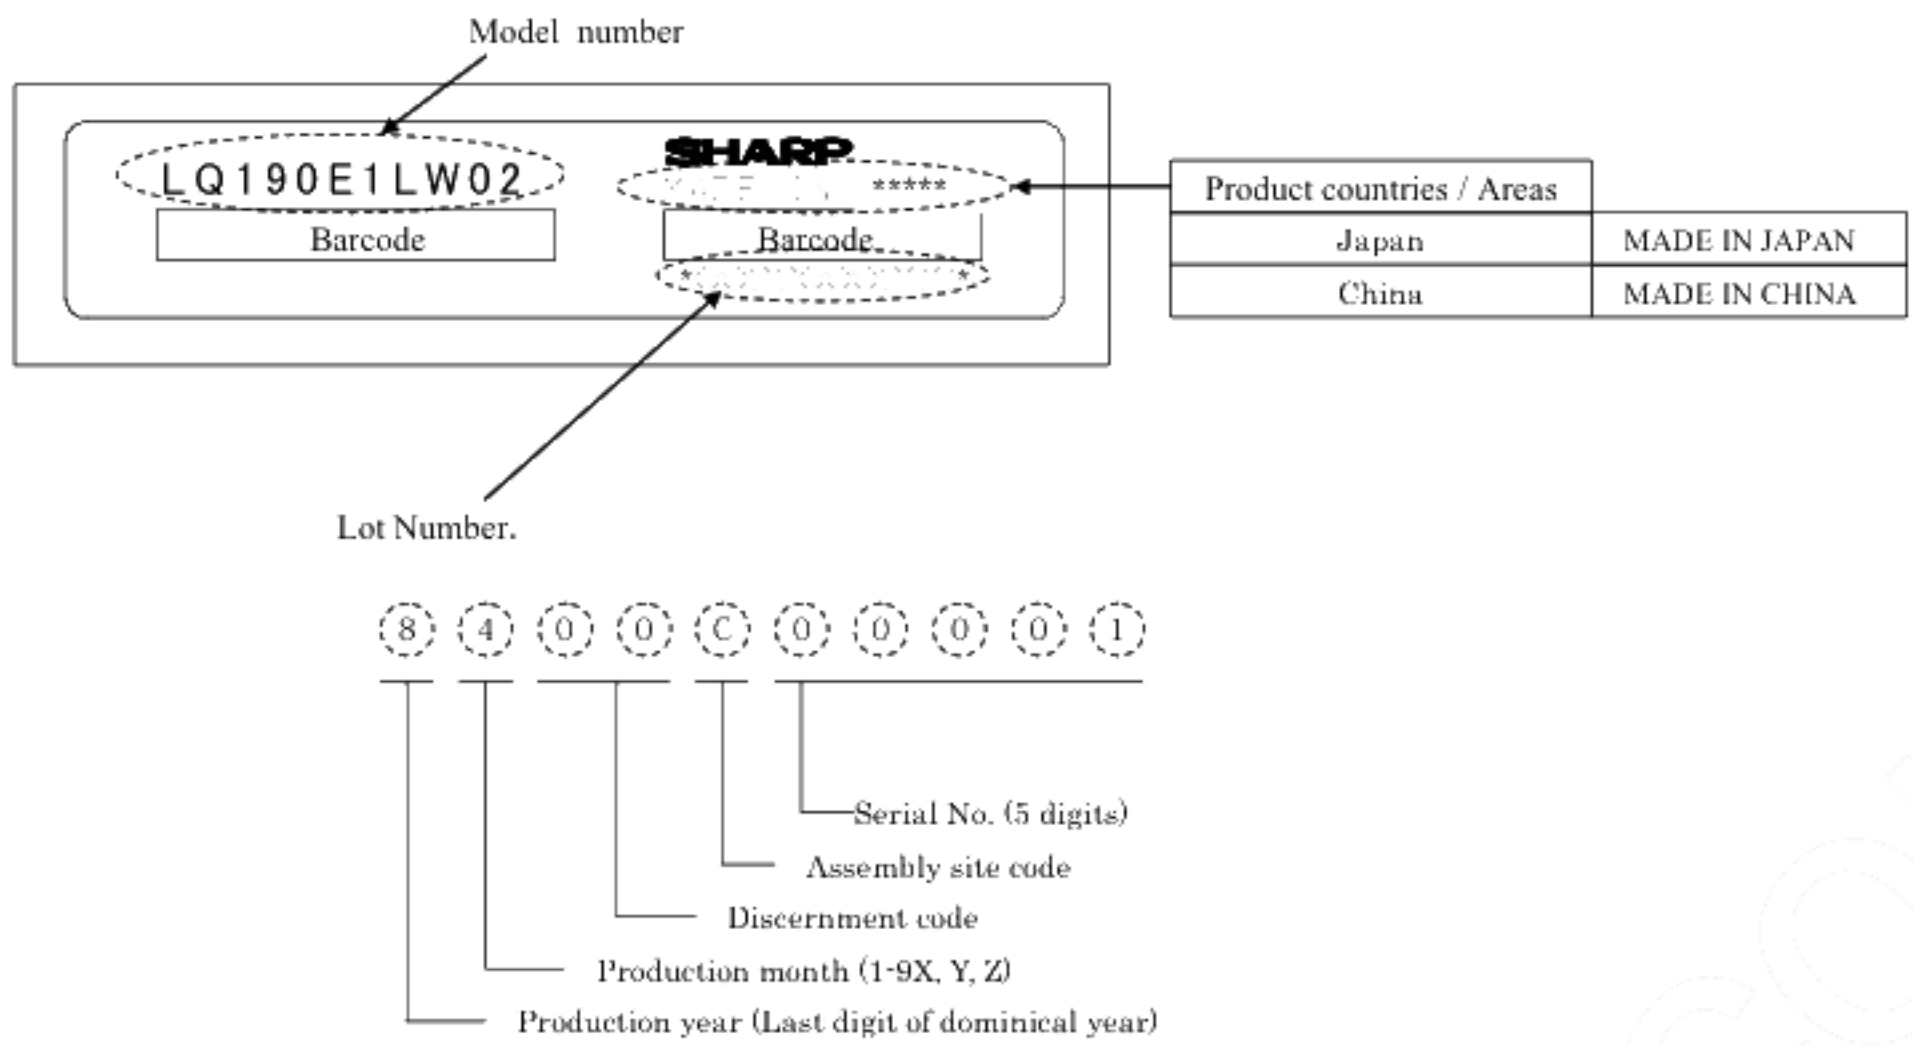 Model number
LQ190E1LW02
SHARP
*****
Product countries / Areas
Barcode
Barcode
Japan
MADE IN JAPAN
* *
China
MADE IN CHINA
Lot Number.
8 4 0 0 C 0 0 0 0 1
Serial No. (5 digits)
Assembly site code
Discernment code
Production month (1-9X, Y, Z)
Production year (Last digit of dominical year)